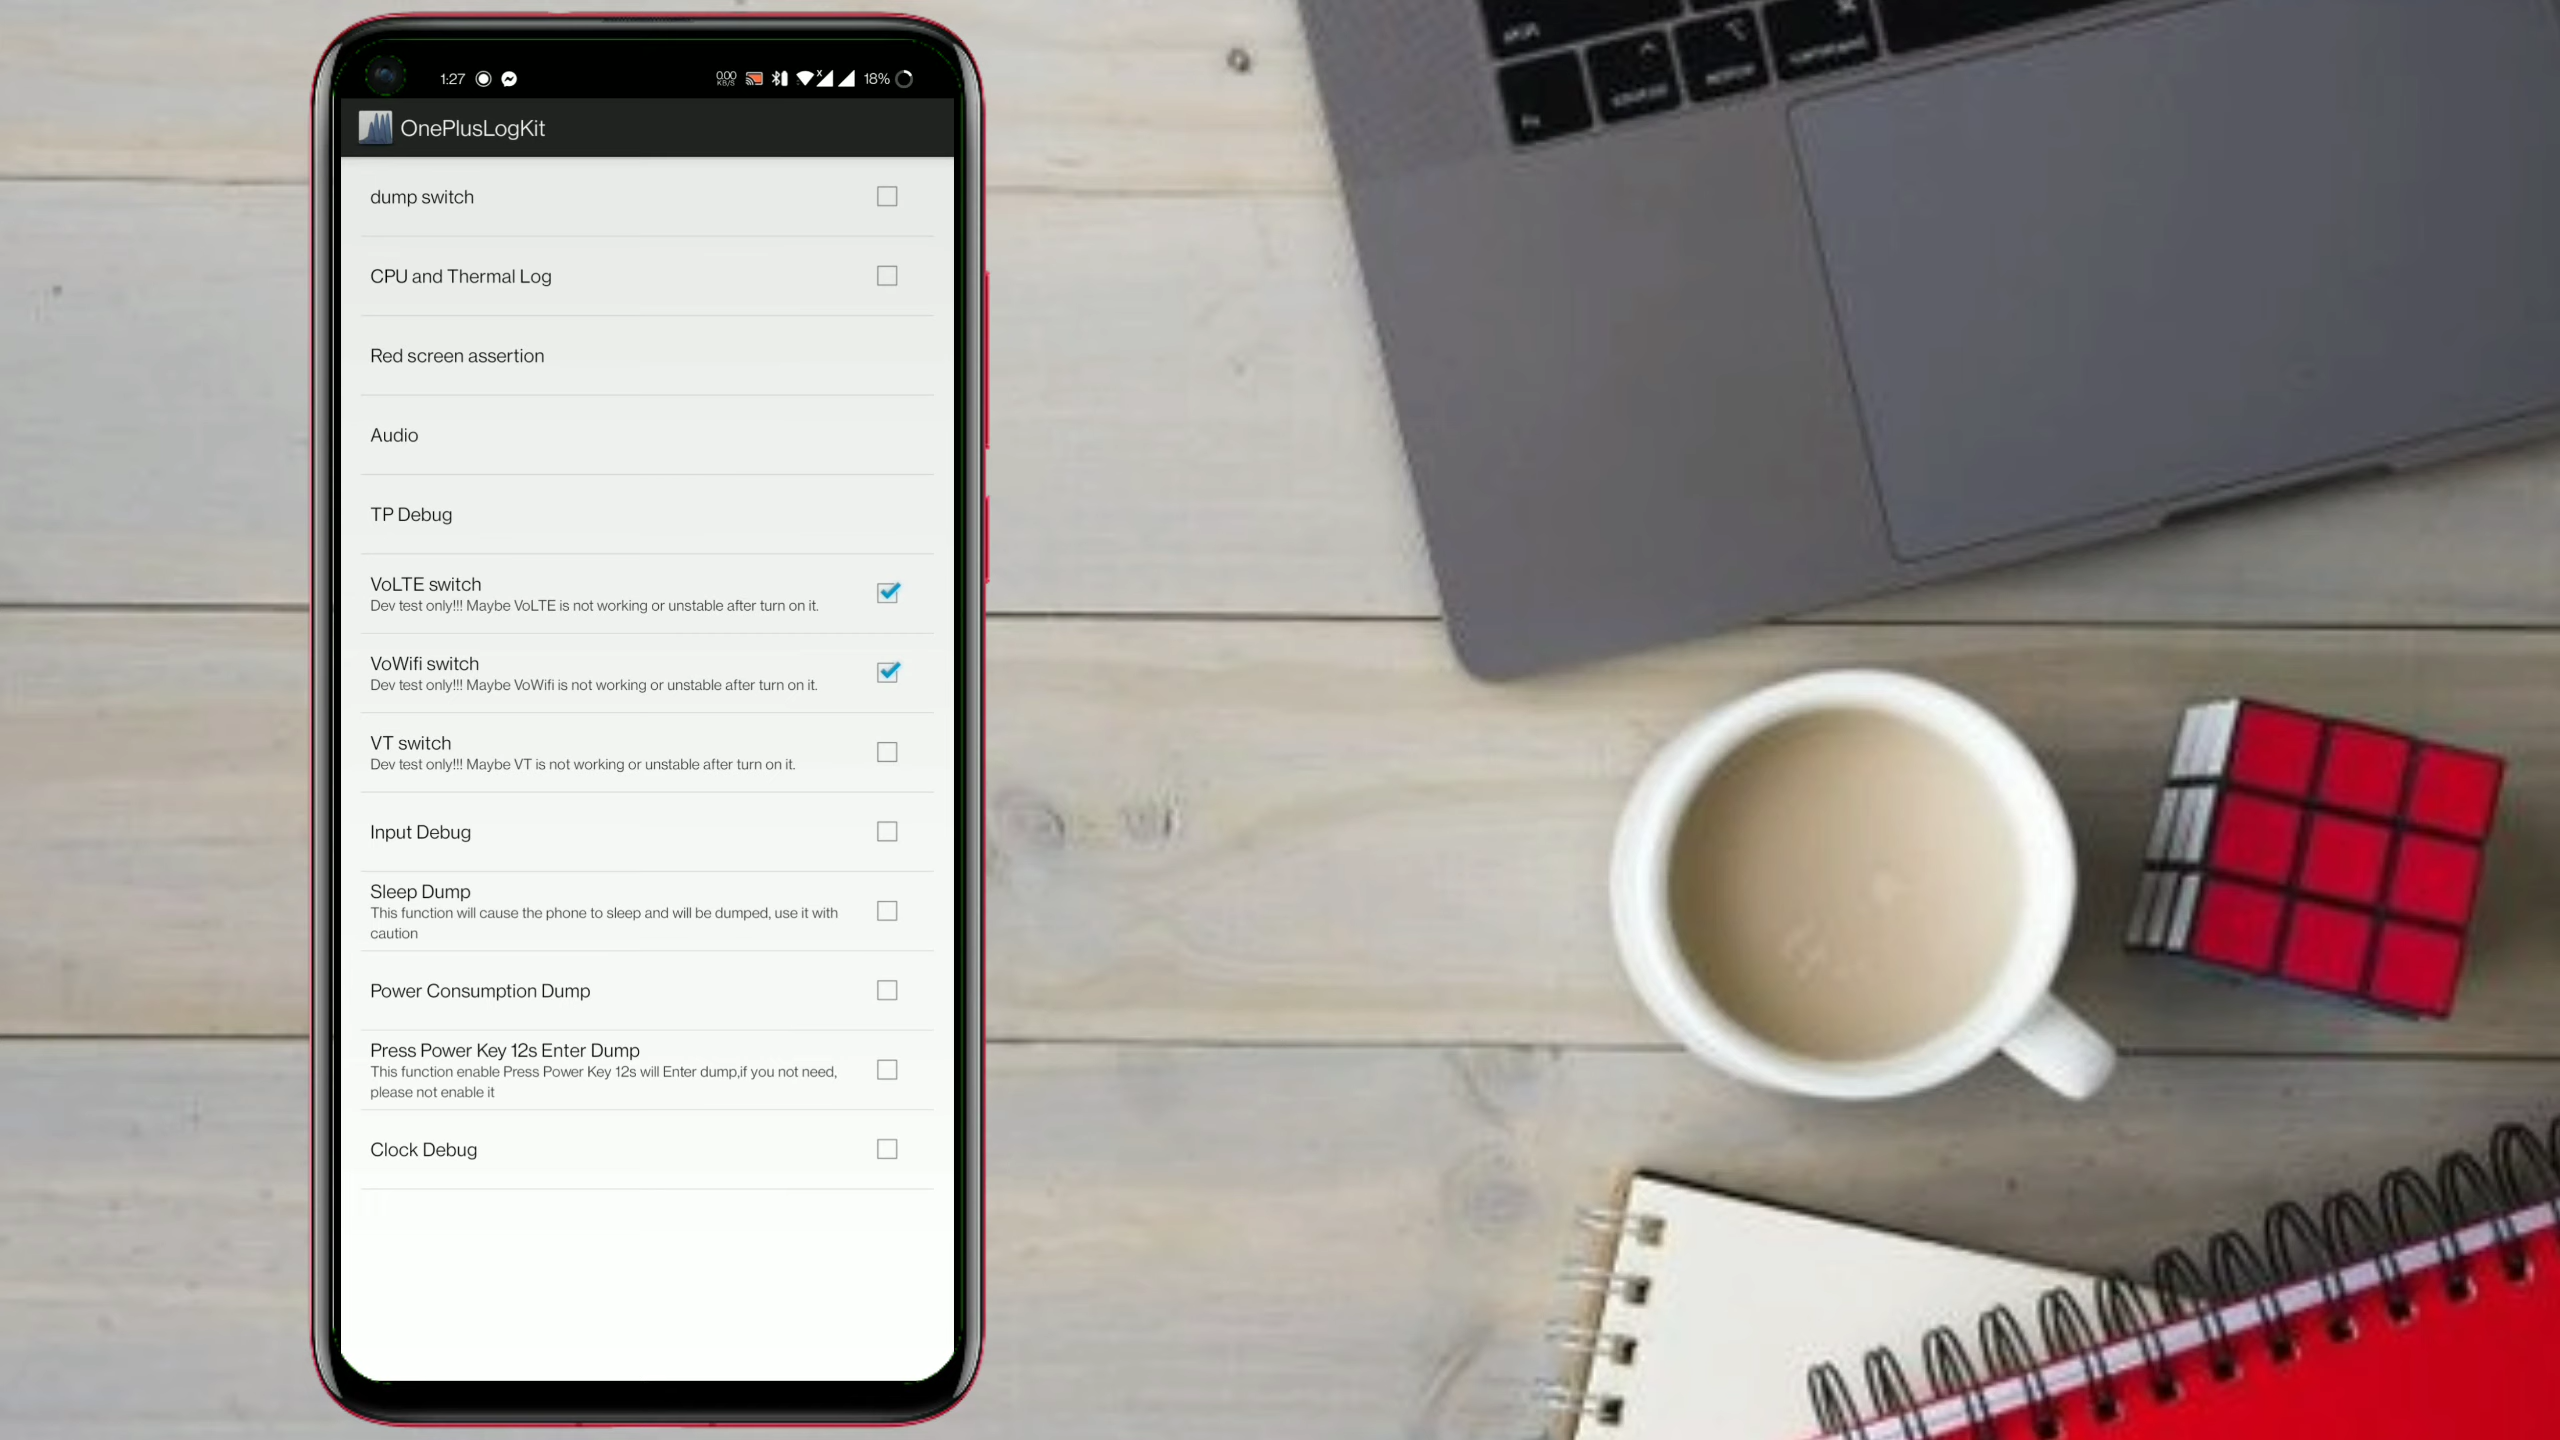 1:27
0.00
KB/S
18%
OnePlusLogKit
dump switch
CPU and Thermal Log
Red screen assertion
Audio
TP Debug
VoLTE switch
Dev test only!!! Maybe VoLTE is not working or unstable after turn on it.
VoWifi switch
Dev test only!!! Maybe VoWifi is not working or unstable after turn on it.
VT switch
Dev test only!!! Maybe VT is not working or unstable after turn on it.
Input Debug
Sleep Dump
This function will cause the phone to sleep and will be dumped, use it with
caution
Power Consumption Dump
Press Power Key 12s Enter Dump
This function enable Press Power Key 12s will Enter dump,if you not need,
please not enable it
Clock Debug